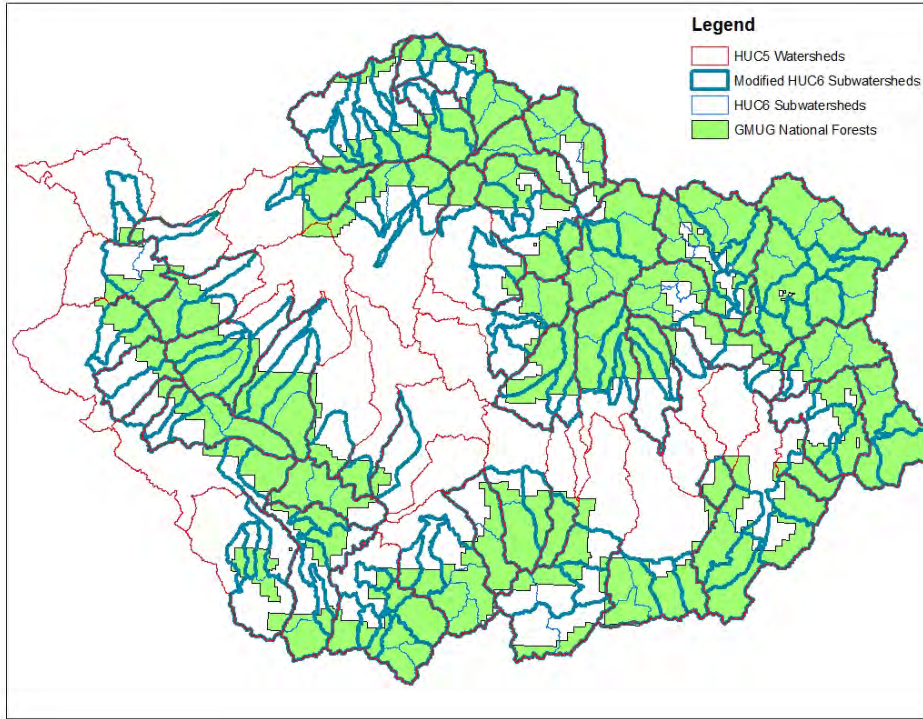 Legend
HUC5 Watersheds
Modified HUC6 Subwatersheds
HUC6 Subwatersheds
GMUG National Forests